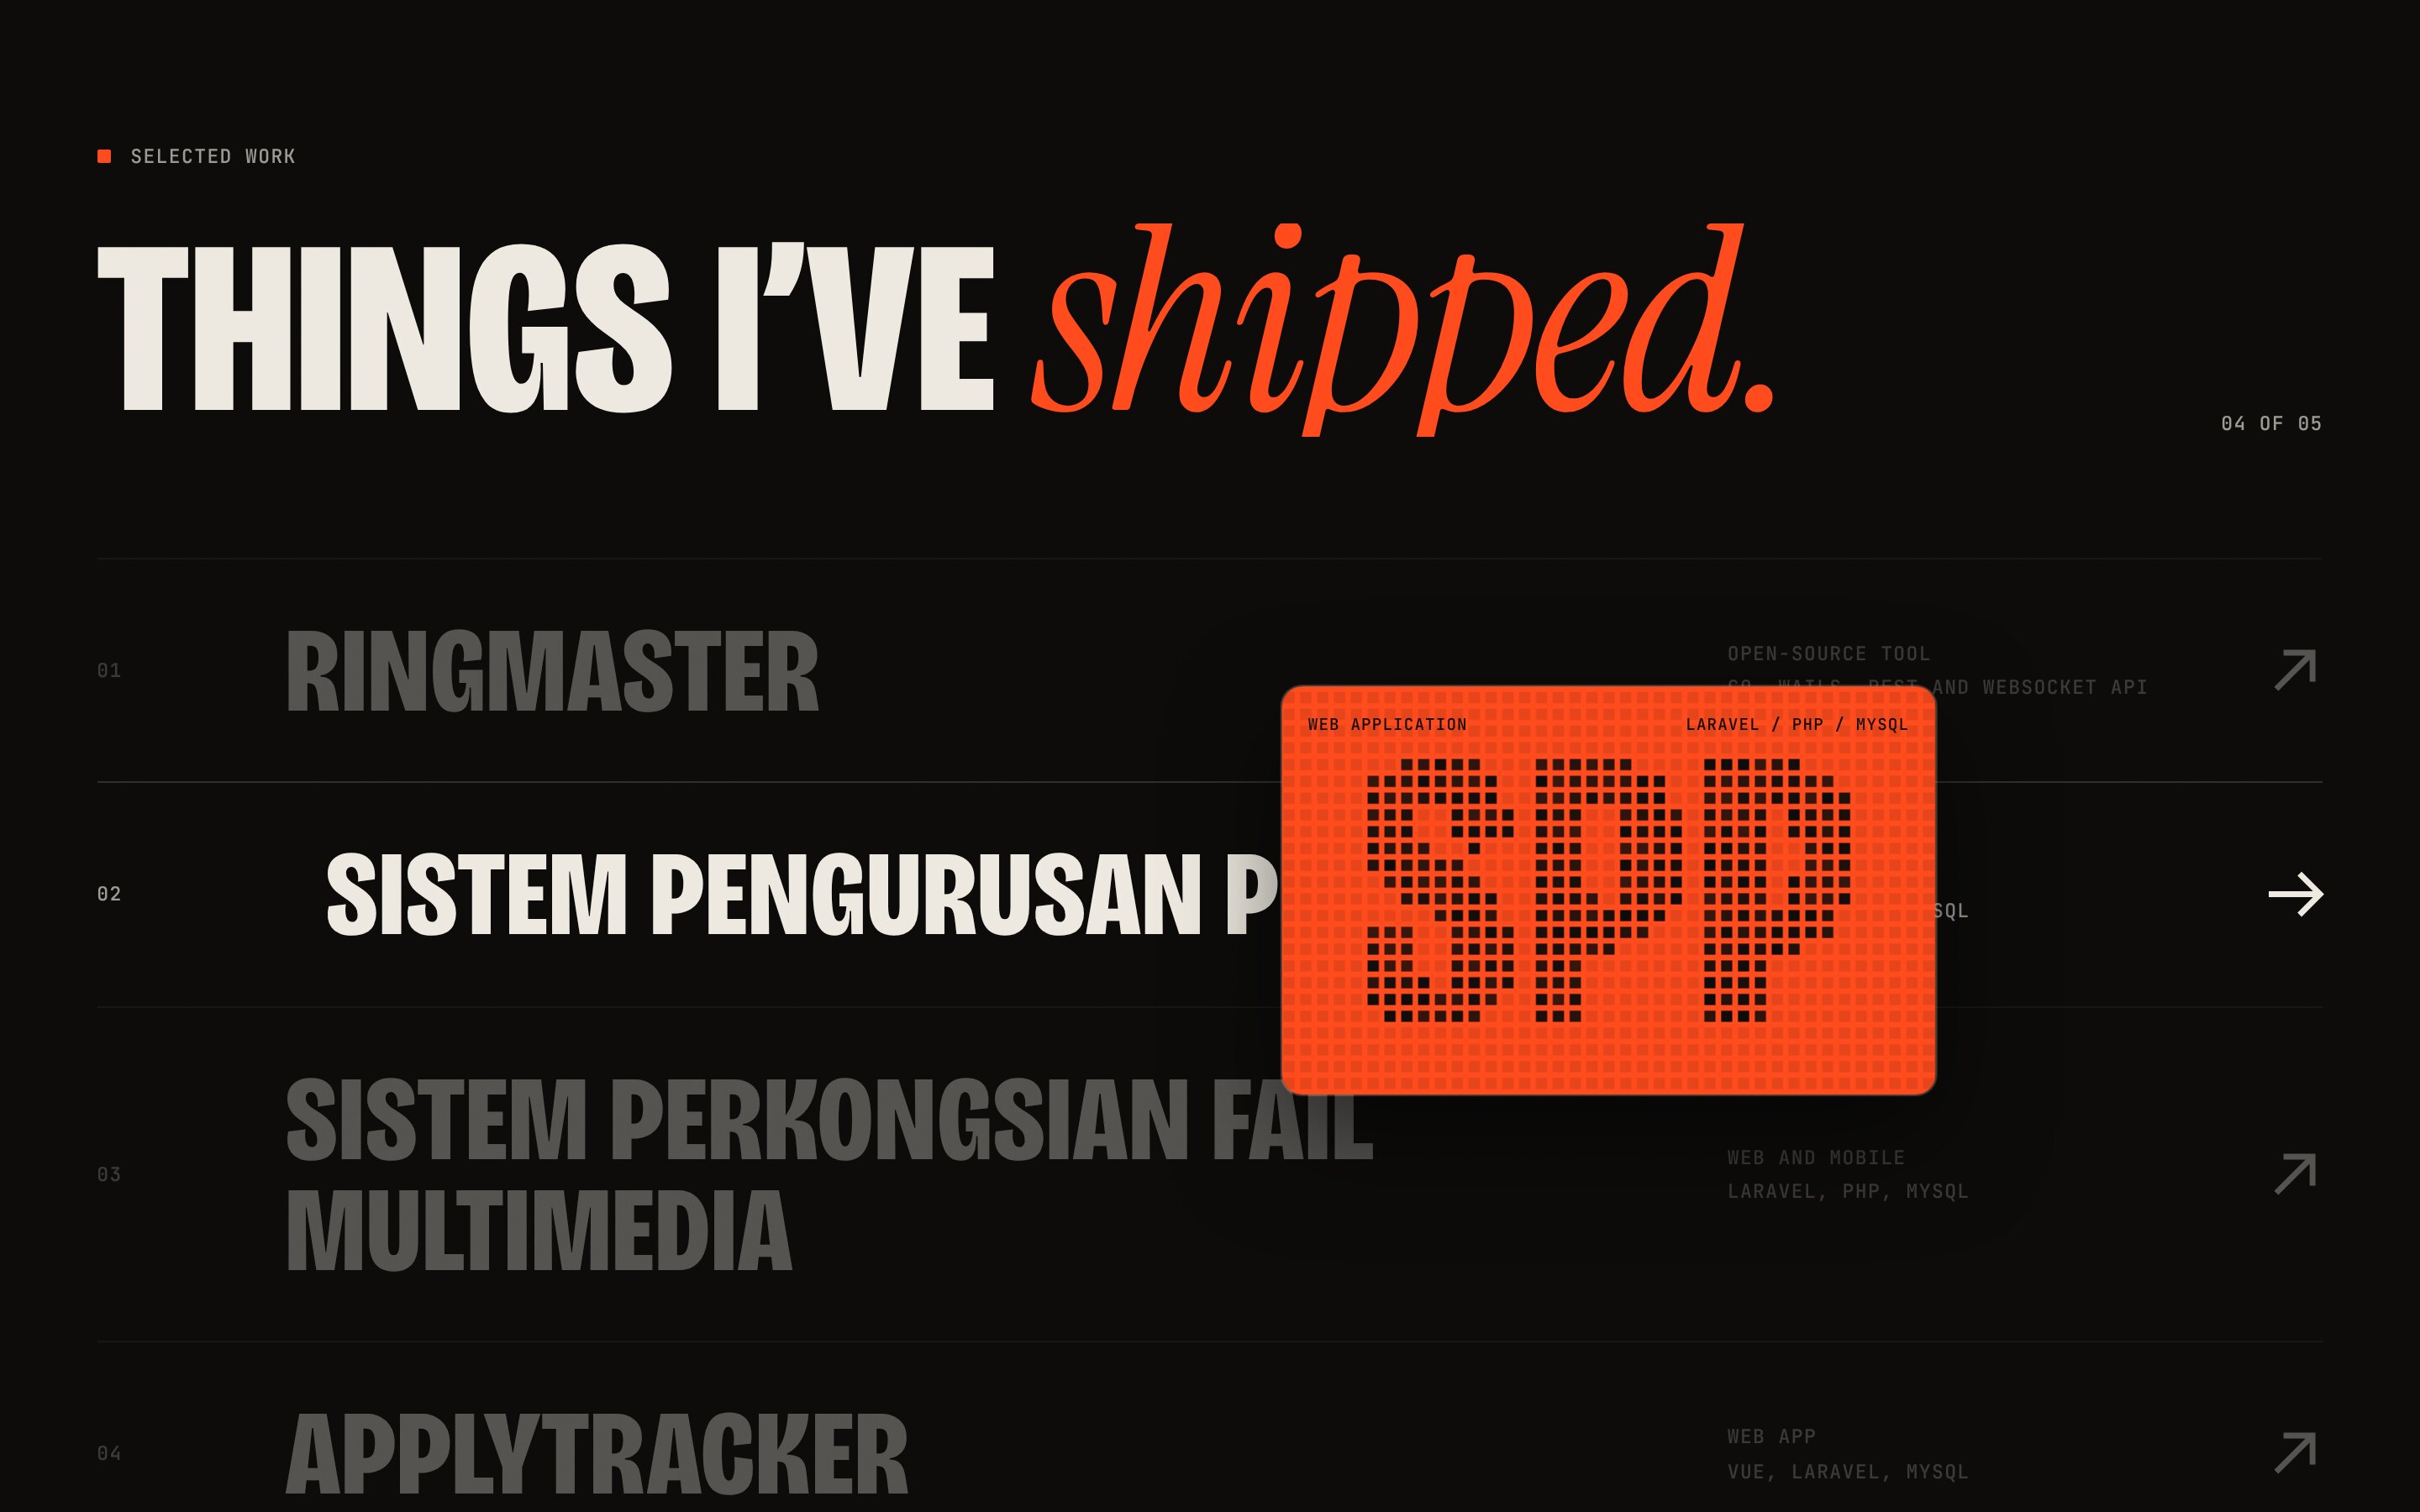 SELECTED WORK
THINGS I'VE shipped.
04 OF 05
01
RINGMASTER
OPEN-SOURCE TOOL
GO, WAILS, REST AND WEBSOCKET API
WEB APPLICATION
LARAVEL / PHP / MYSQL
SPP
02
SISTEM PENGURUSAN P
SQL
03
SISTEM PERKONGSIAN FAIL
MULTIMEDIA
WEB AND MOBILE
LARAVEL, PHP, MYSQL
04
APPLYTRACKER
WEB APP
VUE, LARAVEL, MYSQL